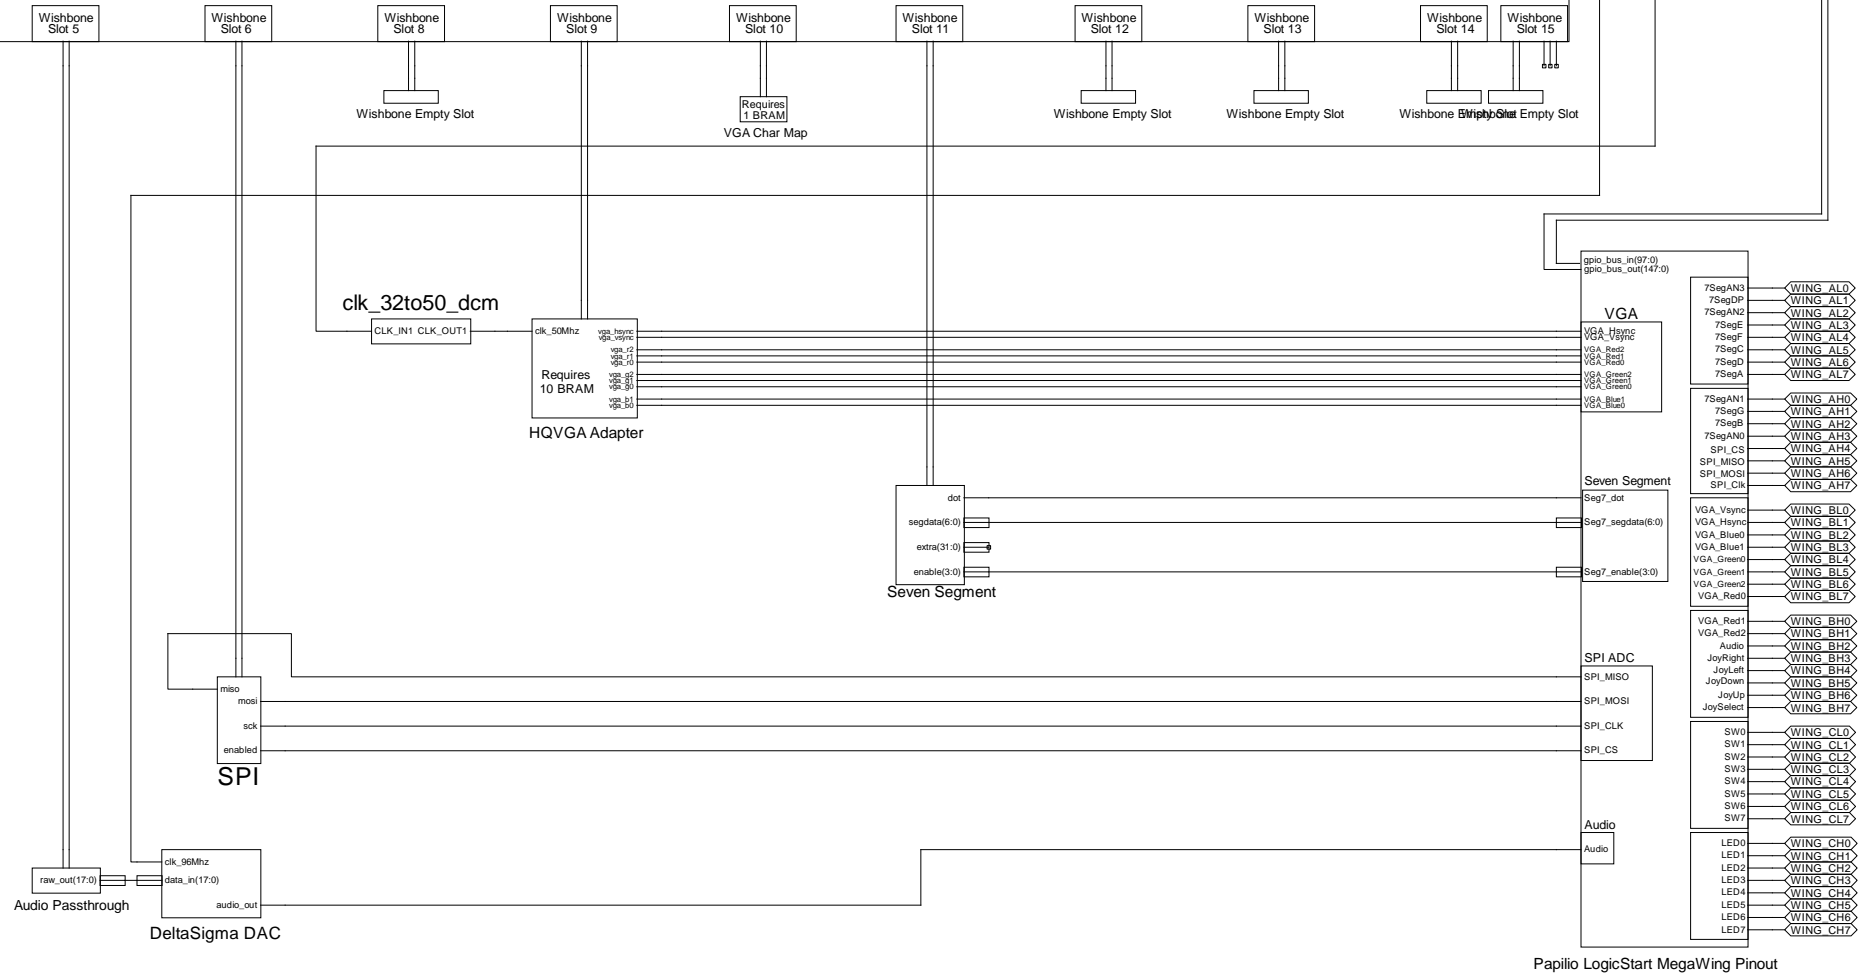 Wishbone
Slot 5
Wishbone
Slot 6
Wishbone
Slot 8
Wishbone
Slot 9
Wishbone
Slot 10
Wishbone
Slot 11
Wishbone
Slot 12
Wishbone
Slot 13
Wishbone
Slot 14
Wishbone
Slot 15
Wishbone Empty Slot
Requires
1 BRAM
VGA Char Map
Wishbone Empty Slot
Wishbone Empty Slot
Wishbone Empty Slot
Wishbone Empty Slot
clk_32to50_dcm
CLK_IN1 CLK_OUT1
clk_50Mhz
vga_hsync
vga_vsync
vga_r2
vga_r1
vga_r0
vga_g2
vga_g1
vga_g0
vga_b1
vga_b0
Requires
10 BRAM
HQVGA Adapter
dot
segdata(6:0)
extra(31:0)
enable(3:0)
Seven Segment
miso
mosi
sck
enabled
SPI
raw_out(17:0)
Audio Passthrough
clk_96Mhz
data_in(17:0)
audio_out
DeltaSigma DAC
gpio_bus_in(97:0)
gpio_bus_out(147:0)
VGA
VGA_Hsync
VGA_Vsync
VGA_Red2
VGA_Red1
VGA_Red0
VGA_Green2
VGA_Green1
VGA_Green0
VGA_Blue1
VGA_Blue0
Seven Segment
Seg7_dot
Seg7_segdata(6:0)
Seg7_enable(3:0)
SPI ADC
SPI_MISO
SPI_MOSI
SPI_CLK
SPI_CS
Audio
Audio
7SegAN3 WING_AL0
7SegDP WING_AL1
7SegAN2 WING_AL2
7SegE WING_AL3
7SegF WING_AL4
7SegC WING_AL5
7SegD WING_AL6
7SegA WING_AL7
7SegAN1 WING_AH0
7SegG WING_AH1
7SegB WING_AH2
7SegAN0 WING_AH3
SPI_CS WING_AH4
SPI_MISO WING_AH5
SPI_MOSI WING_AH6
SPI_Clk WING_AH7
VGA_Vsync WING_BL0
VGA_Hsync WING_BL1
VGA_Blue0 WING_BL2
VGA_Blue1 WING_BL3
VGA_Green0 WING_BL4
VGA_Green1 WING_BL5
VGA_Green2 WING_BL6
VGA_Red0 WING_BL7
VGA_Red1 WING_BH0
VGA_Red2 WING_BH1
Audio WING_BH2
JoyRight WING_BH3
JoyLeft WING_BH4
JoyDown WING_BH5
JoyUp WING_BH6
JoySelect WING_BH7
SW0 WING_CL0
SW1 WING_CL1
SW2 WING_CL2
SW3 WING_CL3
SW4 WING_CL4
SW5 WING_CL5
SW6 WING_CL6
SW7 WING_CL7
LED0 WING_CH0
LED1 WING_CH1
LED2 WING_CH2
LED3 WING_CH3
LED4 WING_CH4
LED5 WING_CH5
LED6 WING_CH6
LED7 WING_CH7
Papilio LogicStart MegaWing Pinout